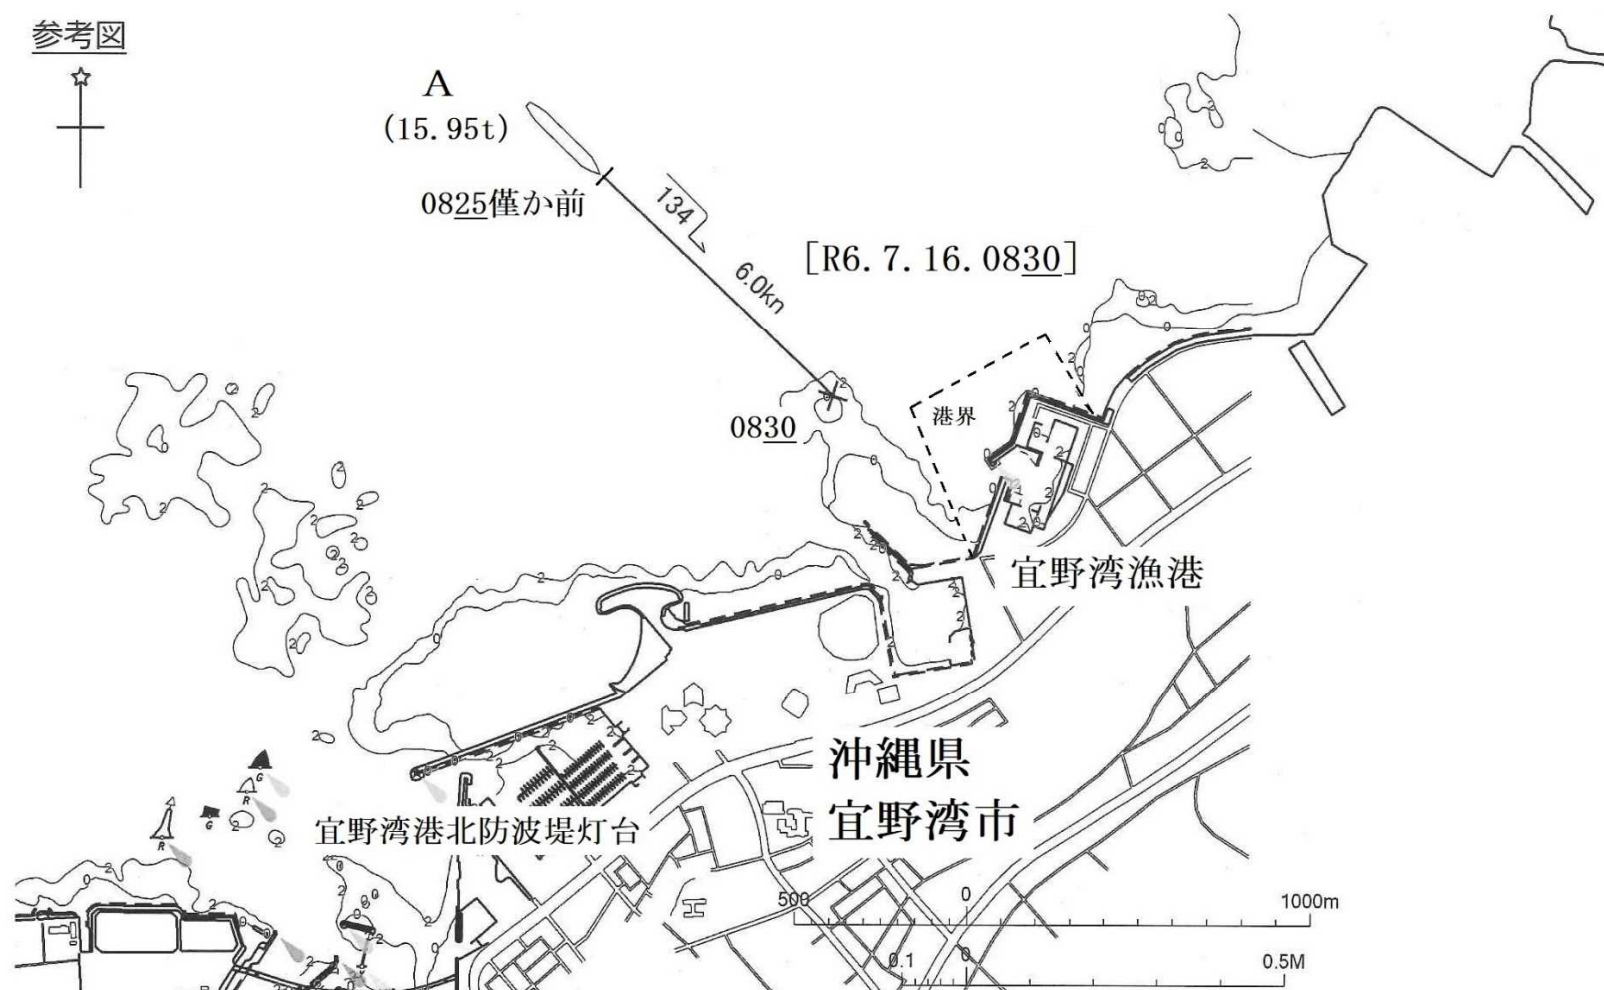 参考図
A
(15.95t)
0825僅か前
134
6.0kn
[R6.7.16.0830]
港界
0830
宜野湾漁港
沖縄県
宜野湾市
宜野湾港北防波堤灯台
G
R
G
R
500 0 1000m
0.1 0 0.5M